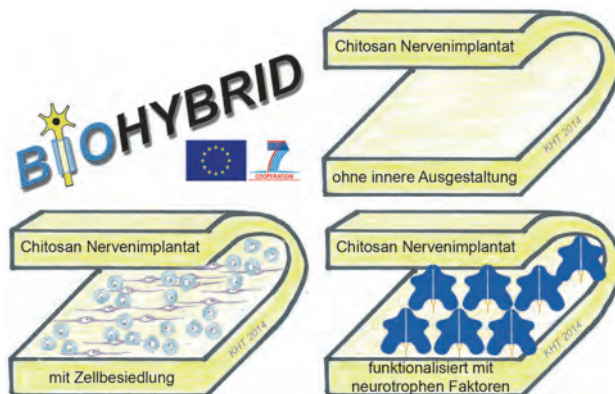 Chitosan Nervenimplantat
KHT 2014
ohne innere Ausgestaltung
BIOHYBRID
7
COOPERATION
Chitosan Nervenimplantat
KHT 2014
mit Zellbesiedlung
Chitosan Nervenimplantat
KHT 2014
funktionalisiert mit
neurotrophen Faktoren